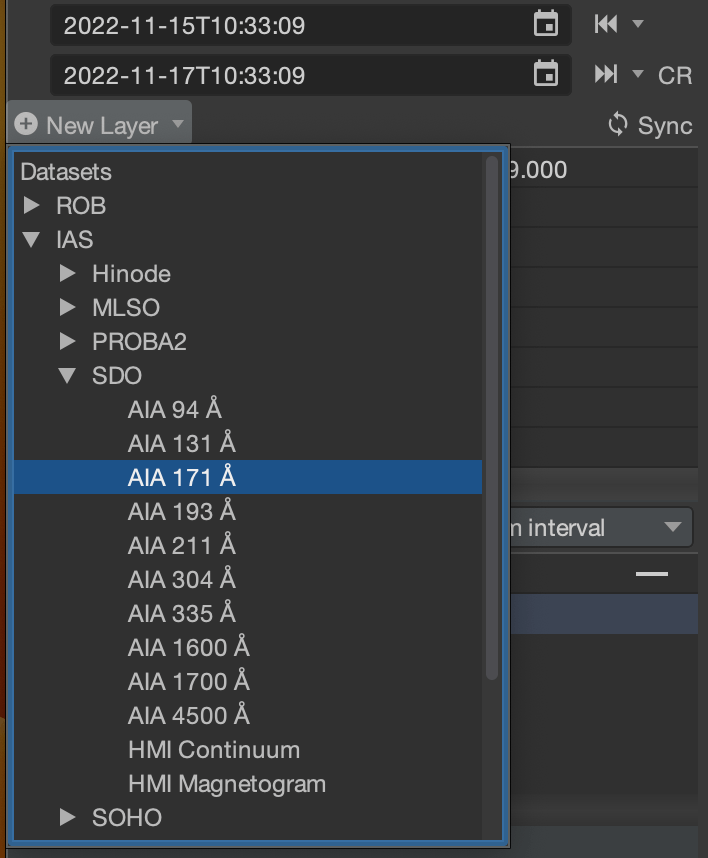 2022-11-15T10:33:09
2022-11-17T10:33:09
CR
New Layer
Sync
Datasets
9.000
ROB
IAS
Hinode
MLSO
PROBA2
SDO
AIA 94 Å
AIA 131 Å
AIA 171 Å
AIA 193 Å
AIA 211 Å
n interval
AIA 304 Å
AIA 335 Å
AIA 1600 Å
AIA 1700 Å
AIA 4500 Å
HMI Continuum
HMI Magnetogram
SOHO